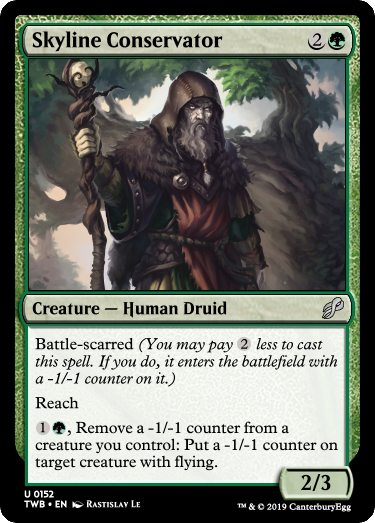 Skyline Conservator 2
Creature — Human Druid
Battle-scarred (You may pay 2 less to cast
this spell. If you do, it enters the battlefield with
a -1/-1 counter on it.)
Reach
1, Remove a -1/-1 counter from a
creature you control: Put a -1/-1 counter on
target creature with flying.
2/3
U 0152
TWB • EN Rastislav Le
™ & © 2019 CanterburyEgg